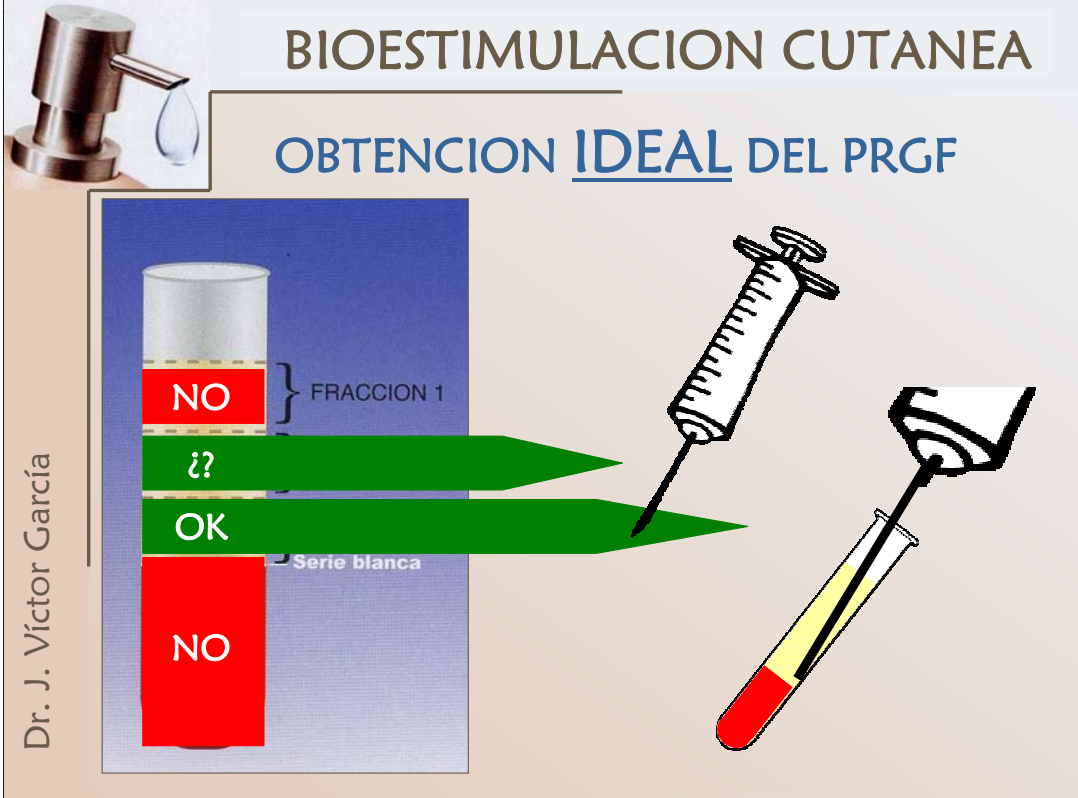 BIOESTIMULACION CUTANEA
OBTENCION IDEAL DEL PRGF
NO
FRACCION 1
¿?
OK
Serie blanca
NO
Dr. J. Víctor García